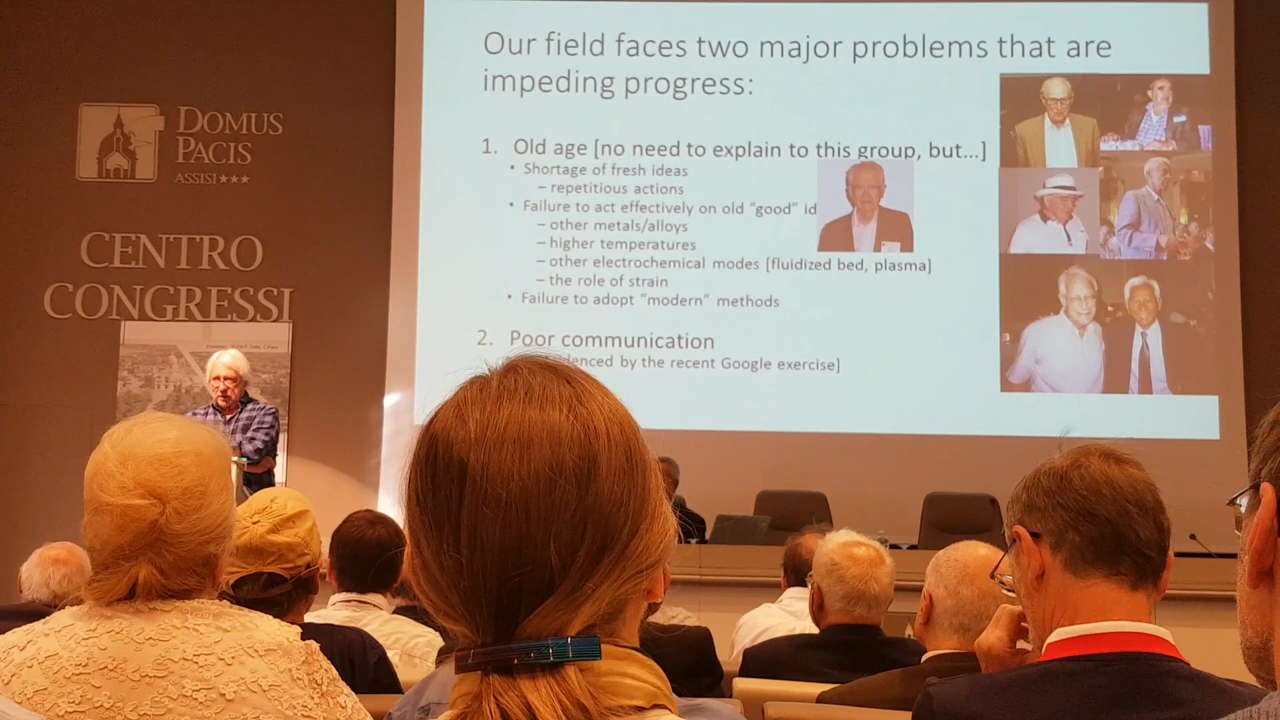 DOMUS
PACIS
ASSISI★★★
CENTRO
CONGRESSI
Our field faces two major problems that are
impeding progress:
1. Old age [no need to explain to this group, but...]
• Shortage of fresh ideas
– repetitious actions
• Failure to act effectively on old "good" id
– other metals/alloys
– higher temperatures
– other electrochemical modes [fluidized bed, plasma]
– the role of strain
• Failure to adopt "modern" methods
2. Poor communication
denced by the recent Google exercise]